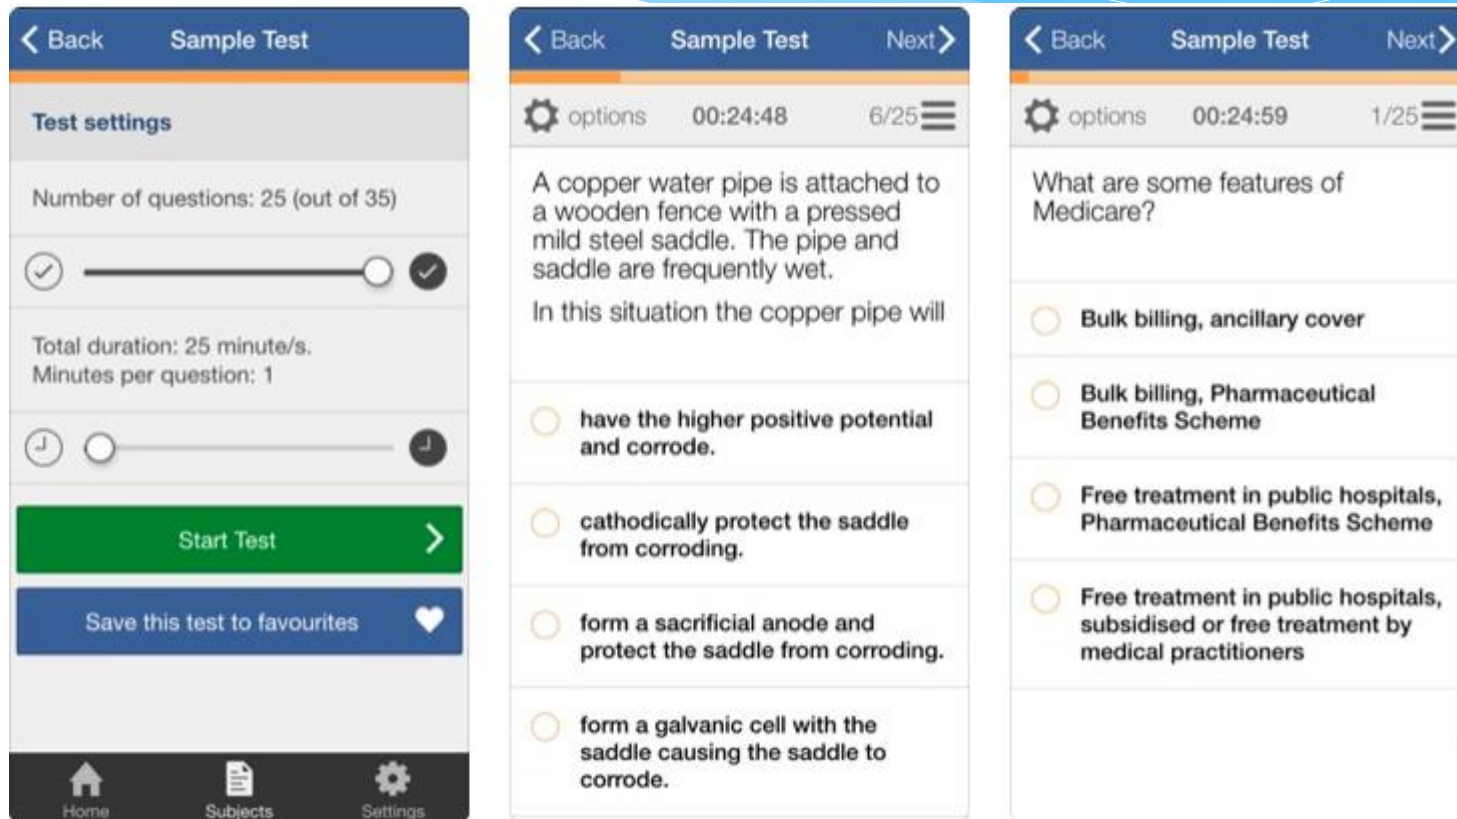 Back Sample Test
Test settings
Number of questions: 25 (out of 35)
Total duration: 25 minute/s.
Minutes per question: 1
Start Test
Save this test to favourites
Home Subjects Settings
Back Sample Test Next
options 00:24:48 6/25
A copper water pipe is attached to
a wooden fence with a pressed
mild steel saddle. The pipe and
saddle are frequently wet.
In this situation the copper pipe will
have the higher positive potential
and corrode.
cathodically protect the saddle
from corroding.
form a sacrificial anode and
protect the saddle from corroding.
form a galvanic cell with the
saddle causing the saddle to
corrode.
Back Sample Test Next
options 00:24:59 1/25
What are some features of
Medicare?
Bulk billing, ancillary cover
Bulk billing, Pharmaceutical
Benefits Scheme
Free treatment in public hospitals,
Pharmaceutical Benefits Scheme
Free treatment in public hospitals,
subsidised or free treatment by
medical practitioners